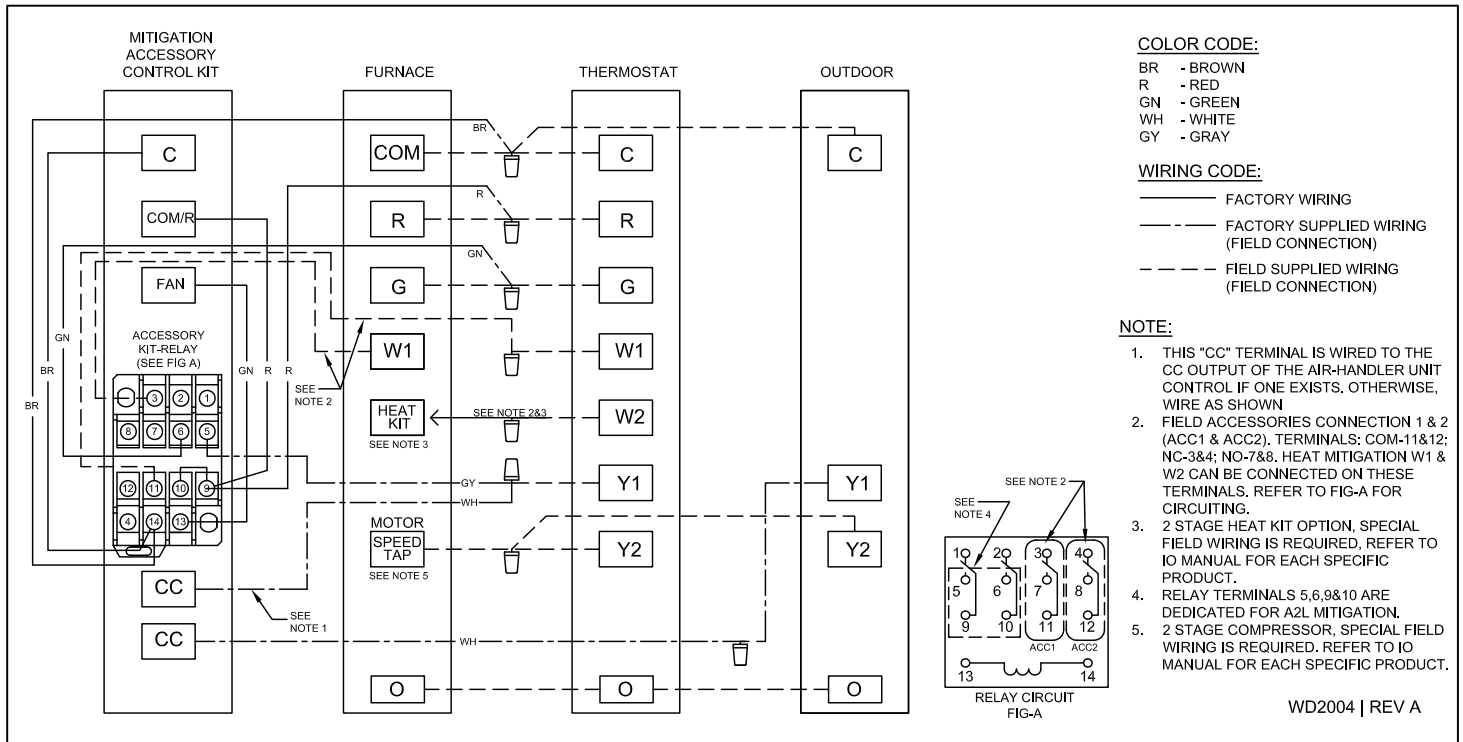 MITIGATION
ACCESSORY
CONTROL KIT
FURNACE
THERMOSTAT
OUTDOOR
C
COM/R
FAN
ACCESSORY
KIT-RELAY
(SEE FIG A)
3
2
1
8
7
6
5
12
11
10
9
4
14
13
CC
CC
BR
GN
BR
GN
R
R
BR
R
GN
SEE
NOTE 2
SEE NOTE 2&3
GY
WH
SEE
NOTE 1
WH
COM
R
G
W1
HEAT
KIT
SEE NOTE 3
MOTOR
SPEED
TAP
SEE NOTE 5
O
C
R
G
W1
W2
Y1
Y2
O
C
Y1
Y2
O
SEE NOTE 2
SEE
NOTE 4
1
2
3
4
5
6
7
8
9
10
11
12
ACC1
ACC2
13
14
RELAY CIRCUIT
FIG-A
COLOR CODE:
BR - BROWN
R - RED
GN - GREEN
WH - WHITE
GY - GRAY
WIRING CODE:
FACTORY WIRING
FACTORY SUPPLIED WIRING
(FIELD CONNECTION)
FIELD SUPPLIED WIRING
(FIELD CONNECTION)
NOTE:
1. THIS "CC" TERMINAL IS WIRED TO THE
CC OUTPUT OF THE AIR-HANDLER UNIT
CONTROL IF ONE EXISTS. OTHERWISE,
WIRE AS SHOWN
2. FIELD ACCESSORIES CONNECTION 1 & 2
(ACC1 & ACC2). TERMINALS: COM-11&12;
NC-3&4; NO-7&8. HEAT MITIGATION W1 &
W2 CAN BE CONNECTED ON THESE
TERMINALS. REFER TO FIG-A FOR
CIRCUITING.
3. 2 STAGE HEAT KIT OPTION, SPECIAL
FIELD WIRING IS REQUIRED, REFER TO
IO MANUAL FOR EACH SPECIFIC
PRODUCT.
4. RELAY TERMINALS 5,6,9&10 ARE
DEDICATED FOR A2L MITIGATION.
5. 2 STAGE COMPRESSOR, SPECIAL FIELD
WIRING IS REQUIRED. REFER TO IO
MANUAL FOR EACH SPECIFIC PRODUCT.
WD2004 | REV A